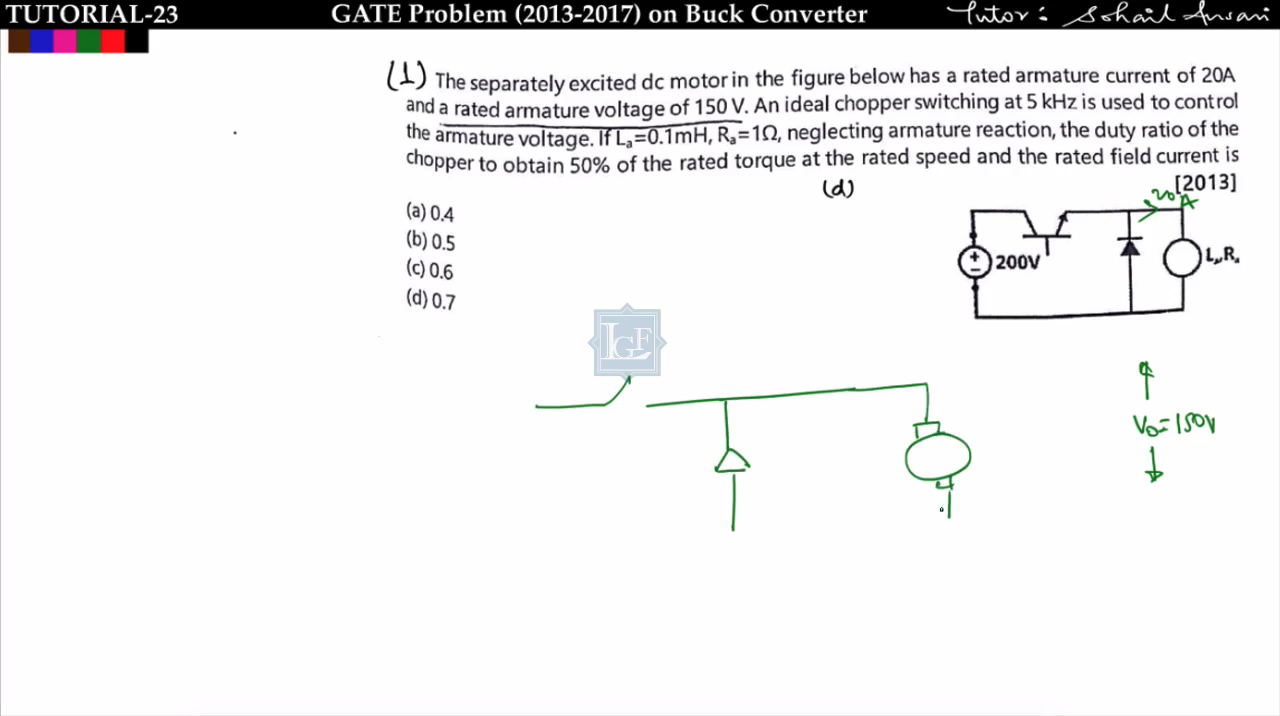 TUTORIAL-23
GATE Problem (2013-2017) on Buck Converter
Tutor: Sohail Ansari
(1) The separately excited dc motor in the figure below has a rated armature current of 20A
and a rated armature voltage of 150 V. An ideal chopper switching at 5 kHz is used to control
the armature voltage. If Lₐ=0.1mH, Rₐ=1Ω, neglecting armature reaction, the duty ratio of the
chopper to obtain 50% of the rated torque at the rated speed and the rated field current is
(d)
[2013]
(a) 0.4
(b) 0.5
(c) 0.6
(d) 0.7
20A
200V
Lₐ,Rₐ
LGF
V₀=150V